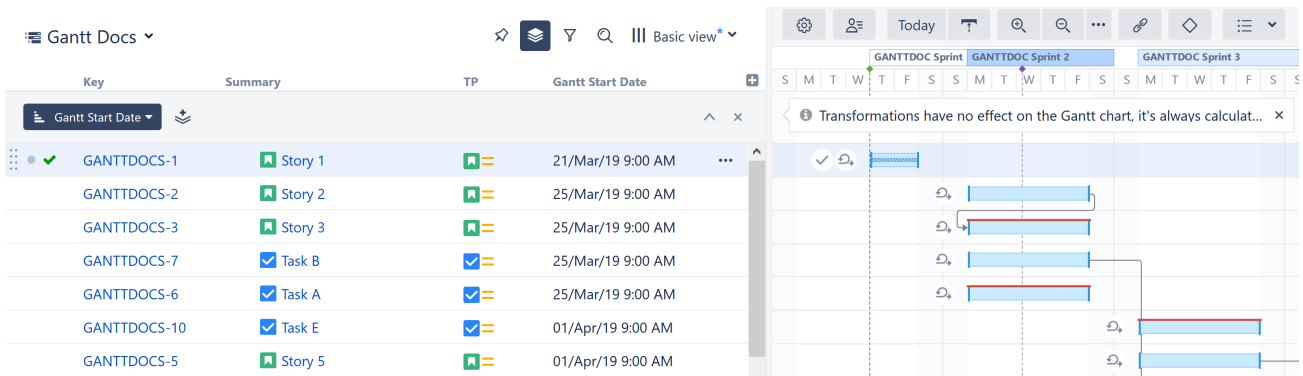 Gantt Docs
Basic view*
Today
GANTTDOC Sprint GANTTDOC Sprint 2 GANTTDOC Sprint 3
Key Summary TP Gantt Start Date
S M T W T F S S M T W T F S S M T W T F S S
Gantt Start Date
Transformations have no effect on the Gantt chart, it's always calculat...
GANTTDOCS-1 Story 1 21/Mar/19 9:00 AM
GANTTDOCS-2 Story 2 25/Mar/19 9:00 AM
GANTTDOCS-3 Story 3 25/Mar/19 9:00 AM
GANTTDOCS-7 Task B 25/Mar/19 9:00 AM
GANTTDOCS-6 Task A 25/Mar/19 9:00 AM
GANTTDOCS-10 Task E 01/Apr/19 9:00 AM
GANTTDOCS-5 Story 5 01/Apr/19 9:00 AM